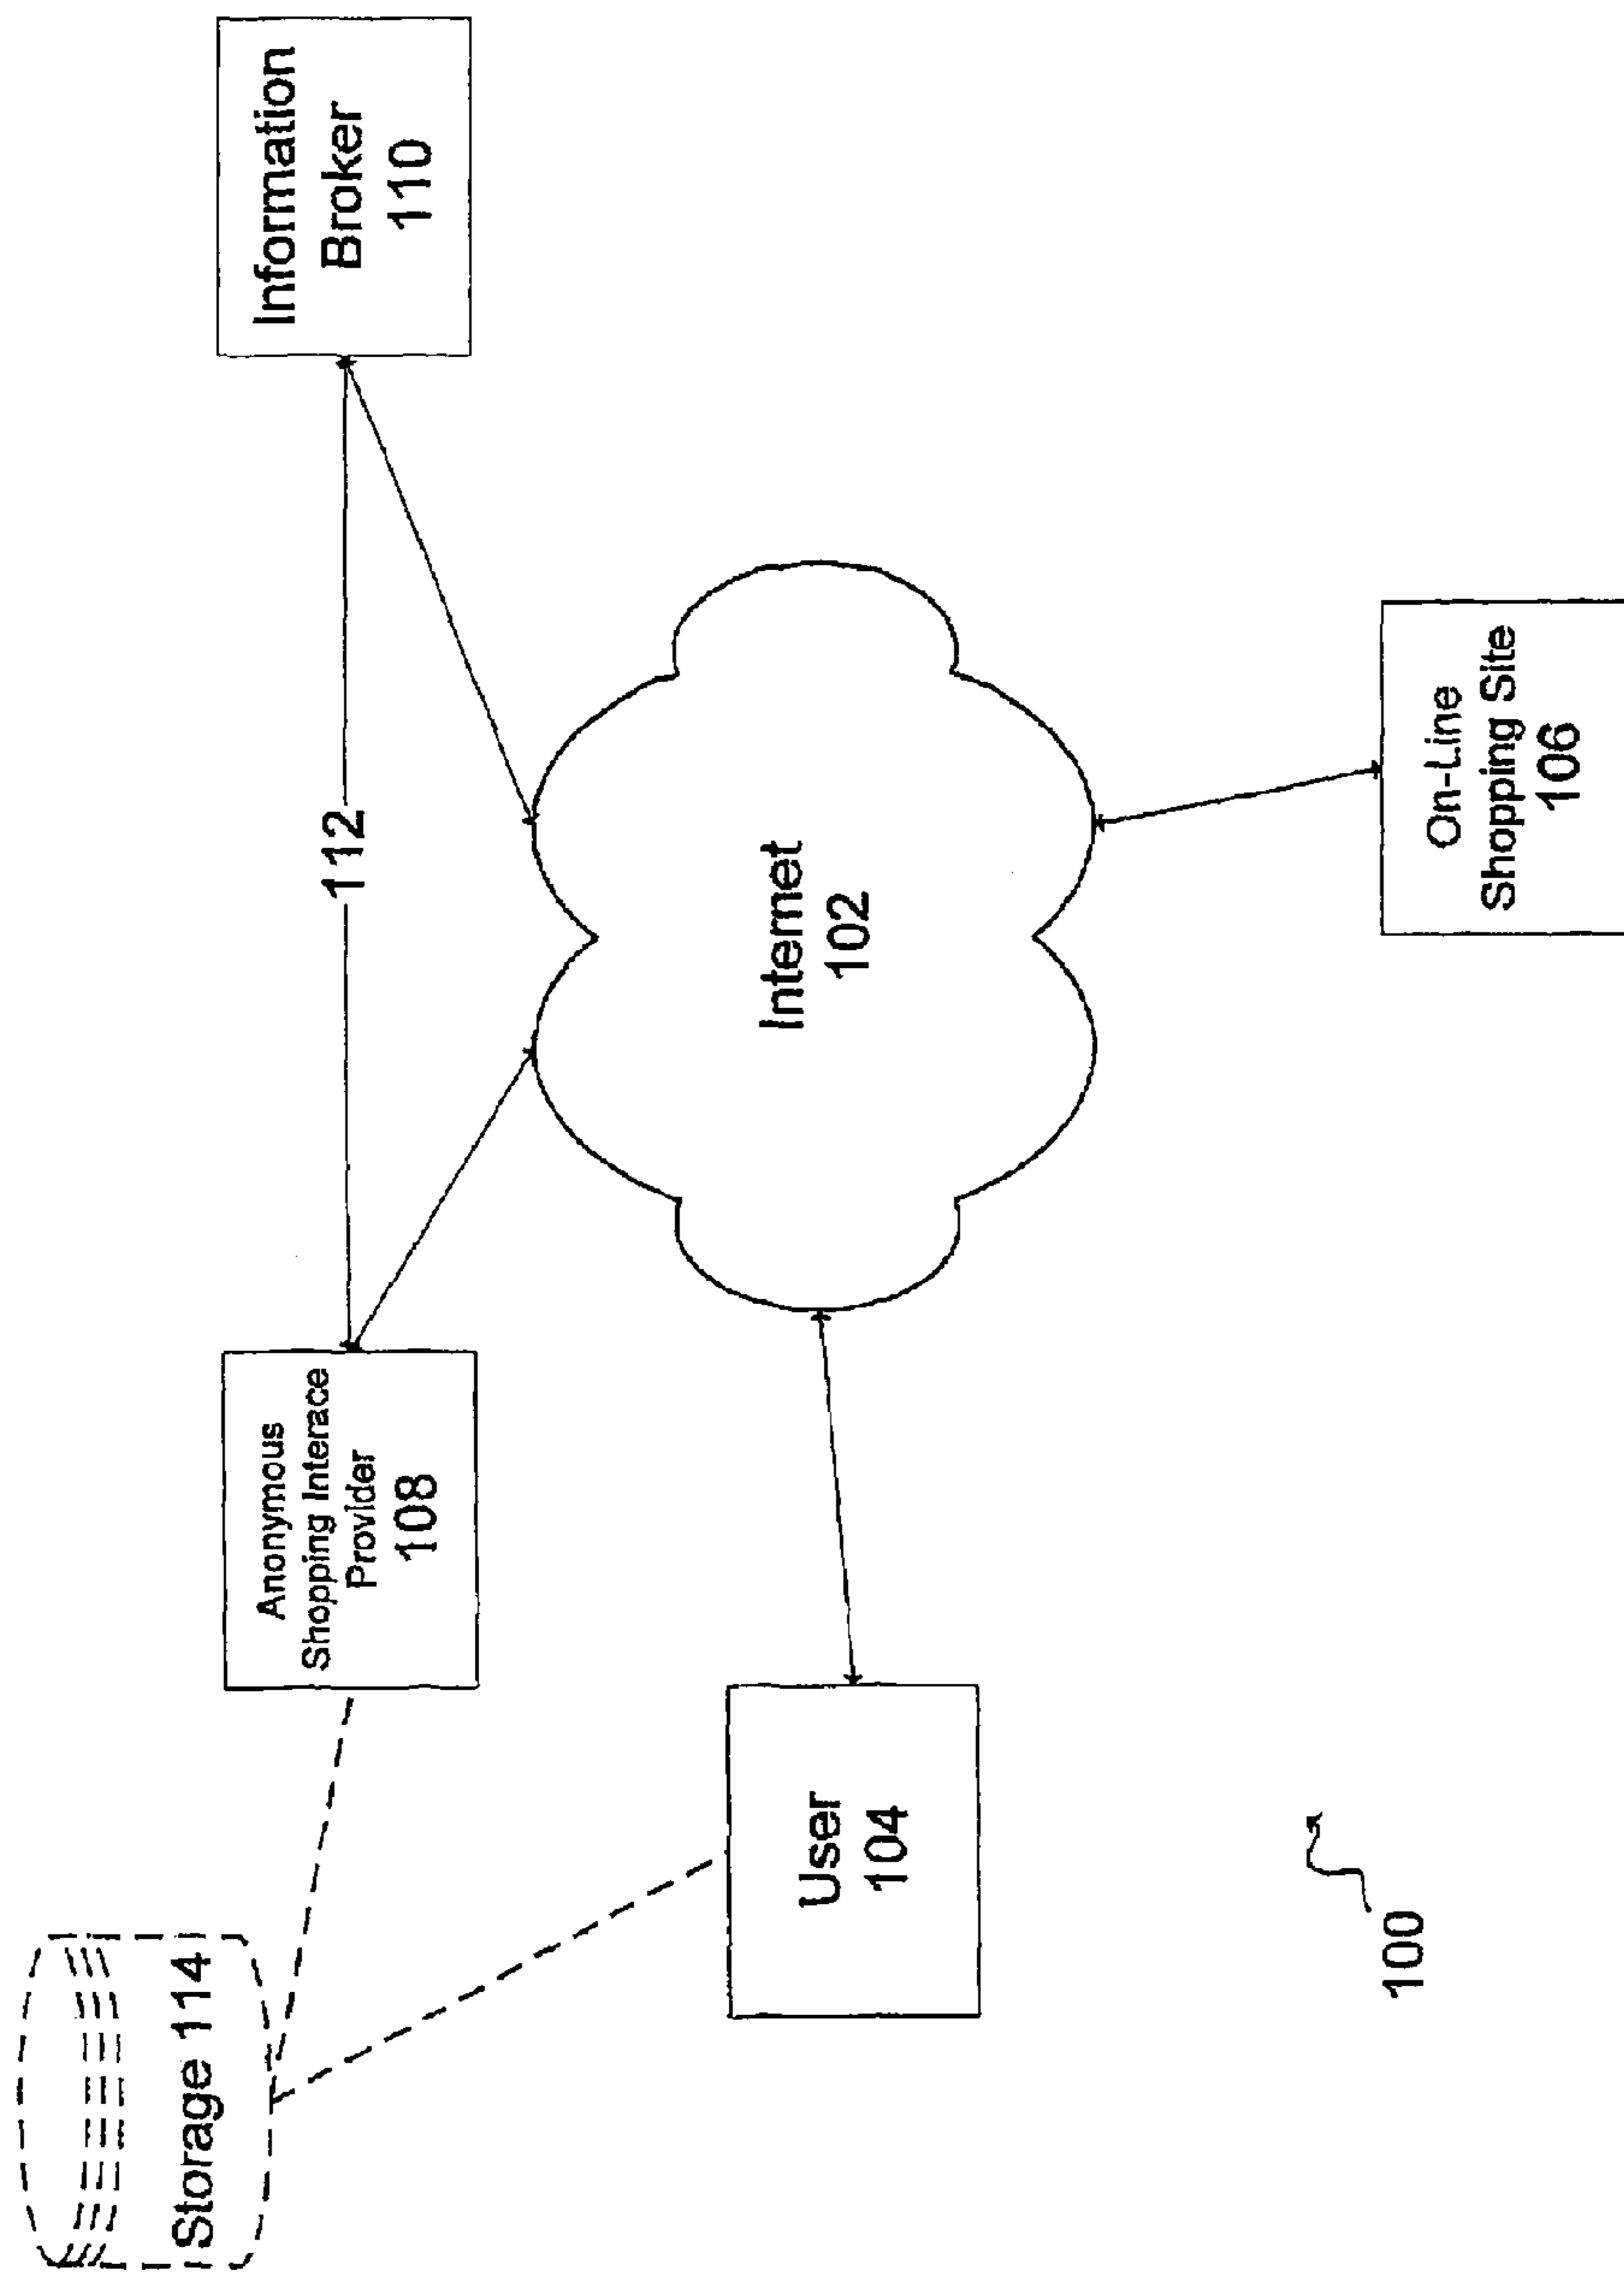 Storage 114
Anonymous
Shopping Interace
Provider
108
112
Information
Broker
110
User
104
Internet
102
On-Line
Shopping Site
106
100